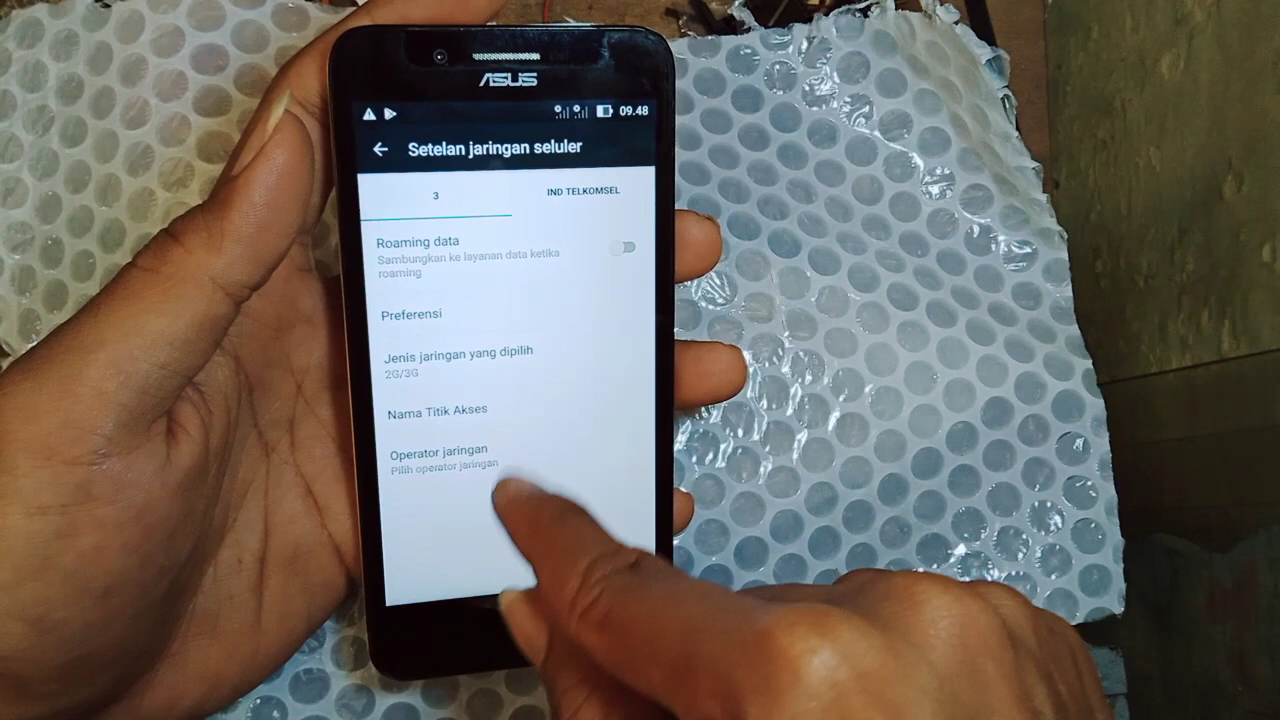 ASUS
09.48
Setelan jaringan seluler
3
IND TELKOMSEL
Roaming data
Sambungkan ke layanan data ketika
roaming
Preferensi
Jenis jaringan yang dipilih
2G/3G
Nama Titik Akses
Operator jaringan
Pilih operator jaringan